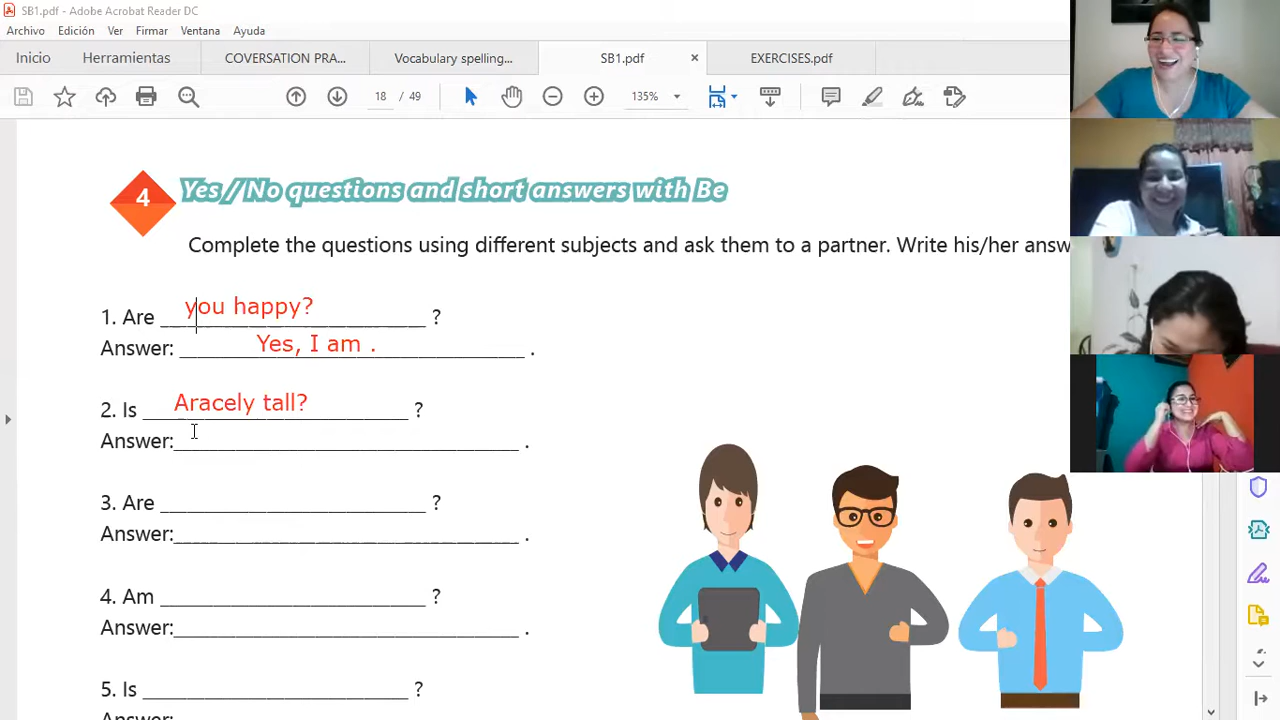 SB1.pdf - Adobe Acrobat Reader DC
Archivo Edición Ver Firmar Ventana Ayuda
Inicio Herramientas COVERSATION PRA... Vocabulary spelling... SB1.pdf × EXERCISES.pdf
18 / 49 135%
4 Yes / No questions and short answers with Be
Complete the questions using different subjects and ask them to a partner. Write his/her answ
1. Are you happy? ?
Answer: Yes, I am . .
2. Is Aracely tall? ?
Answer: .
3. Are ?
Answer: .
4. Am ?
Answer: .
5. Is ?